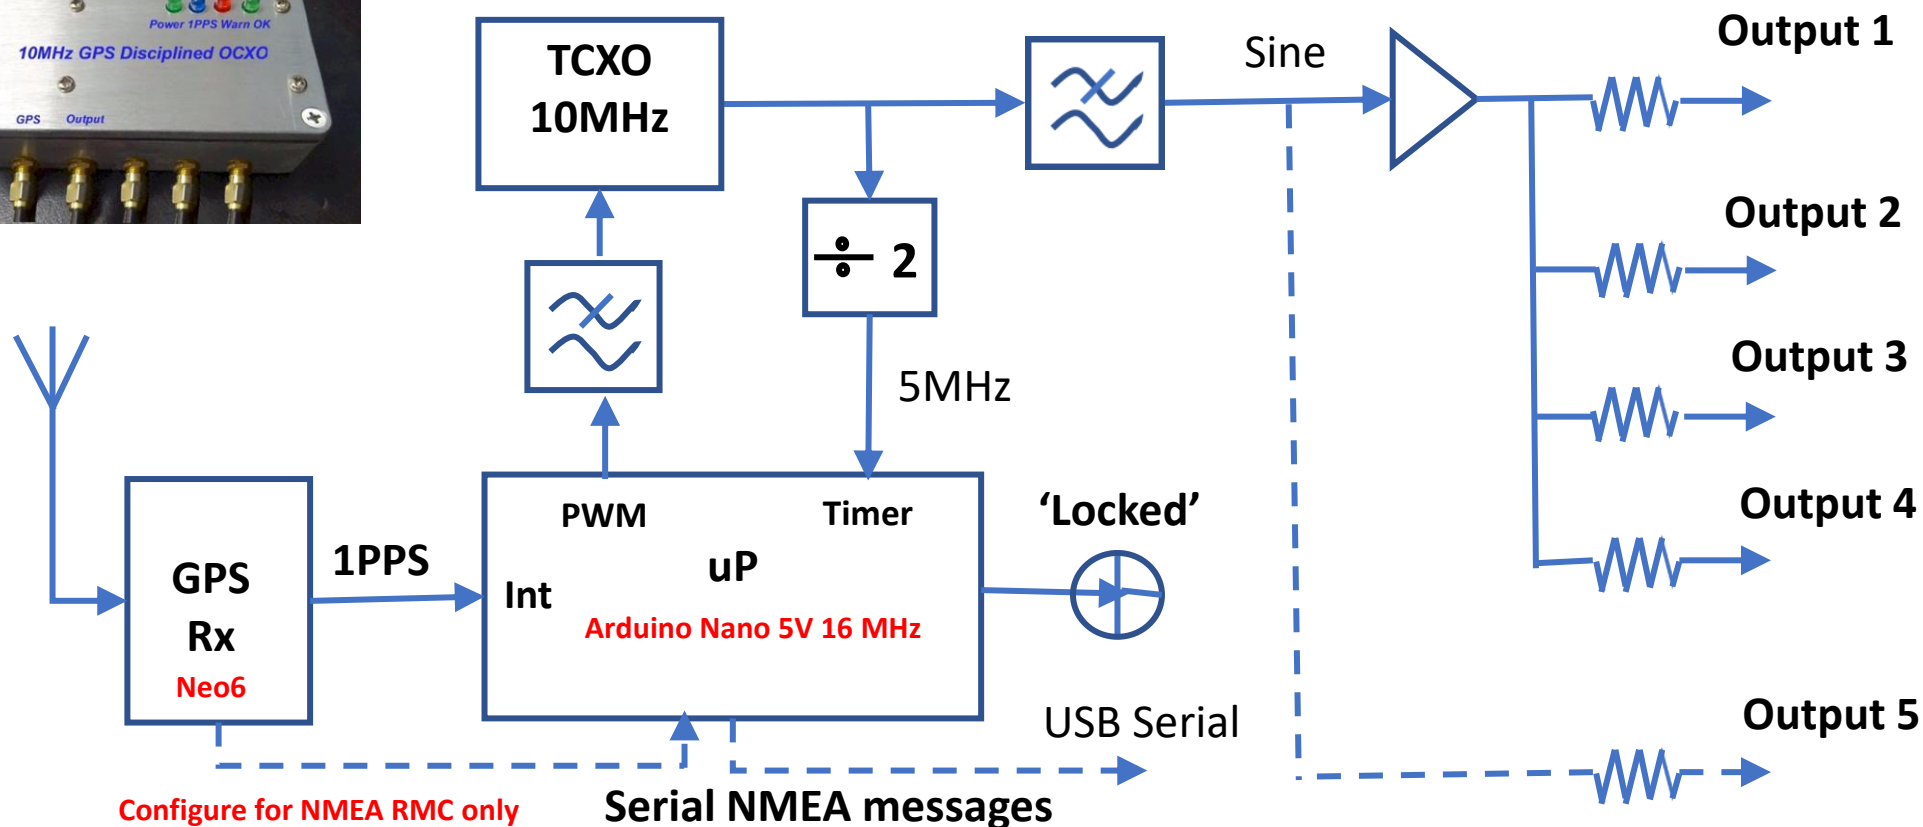 Power 1PPS Warn OK
10MHz GPS Disciplined OCXO
GPS Output
TCXO
10MHz
Sine
Output 1
÷ 2
Output 2
5MHz
Output 3
PWM
Timer
'Locked'
Output 4
GPS
Rx
Neo6
1PPS
Int
uP
Arduino Nano 5V 16 MHz
USB Serial
Output 5
Configure for NMEA RMC only
Serial NMEA messages